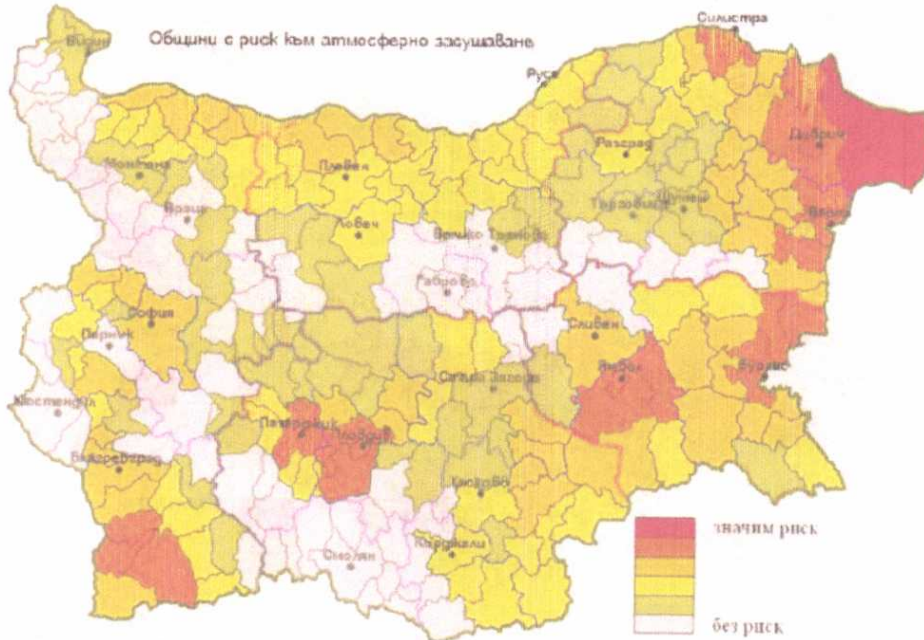 Силистра
Видин
Общини с риск към атмосферно засушаване
Русе
Добрич
Монтана
Плевен
Разград
Враца
Търговище
Шумен
Варна
Ловеч
Велико Търново
Габрово
София
Сливен
Перник
Ямбол
Бургас
Стара Загора
Кюстендил
Пазарджик
Пловдив
Благоевград
Хасково
Кърджали
Смолян
значим риск
без риск